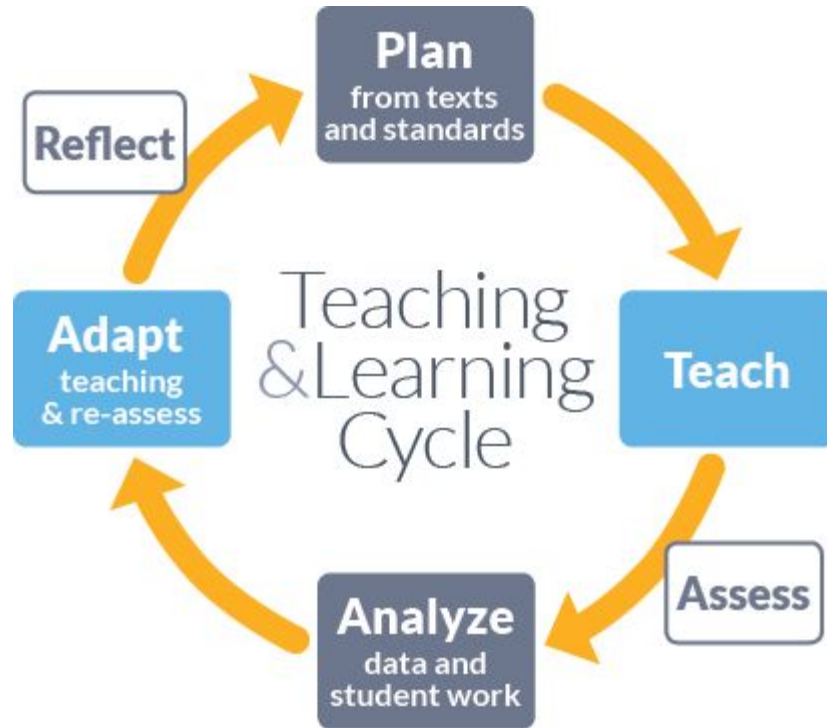 Plan
from texts
and standards
Reflect
Teaching
&Learning
Cycle
Adapt
teaching
& re-assess
Teach
Assess
Analyze
data and
student work